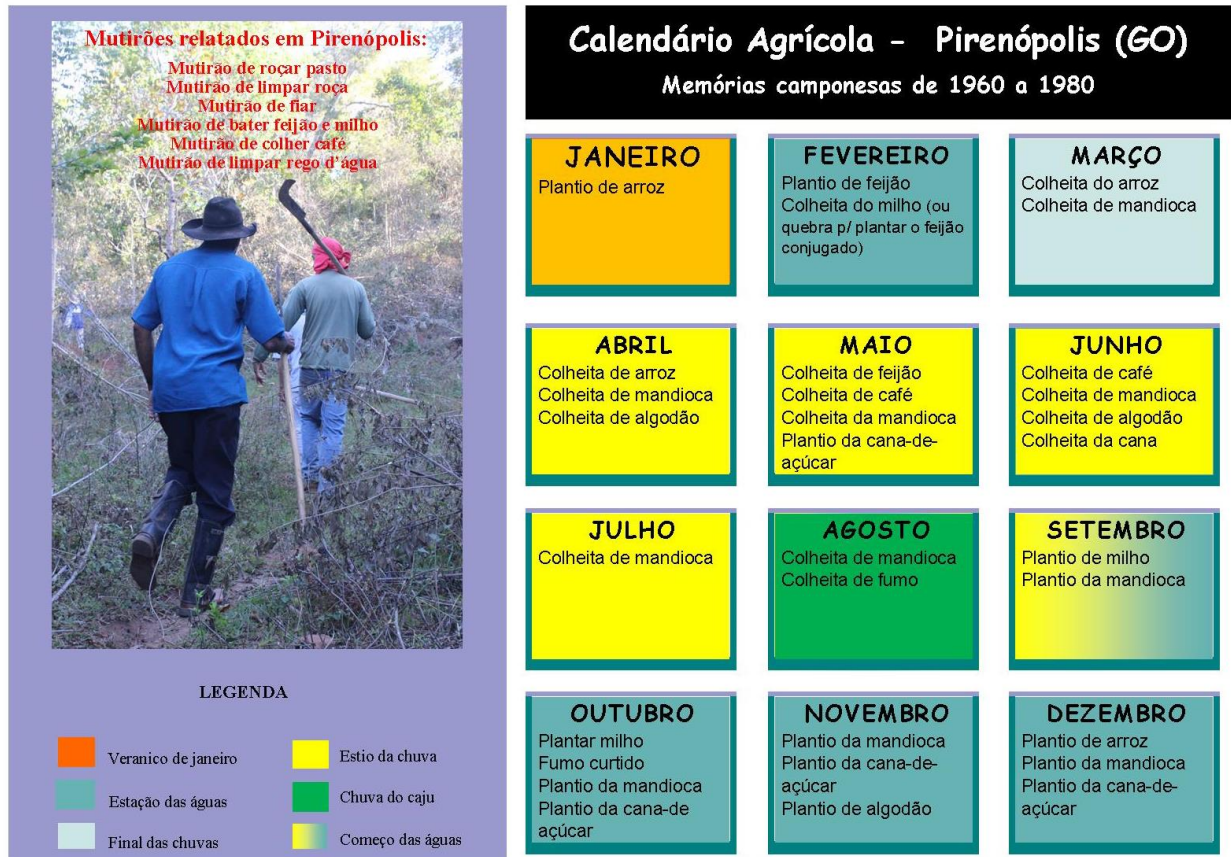 Mutirões relatados em Pirenópolis:
Mutirão de roçar pasto
Mutirão de limpar roça
Mutirão de fiar
Mutirão de bater feijão e milho
Mutirão de colher café
Mutirão de limpar rego d'água
LEGENDA
Veranico de janeiro
Estação das águas
Final das chuvas
Estio da chuva
Chuva do caju
Começo das águas
Calendário Agrícola - Pirenópolis (GO)
Memórias camponesas de 1960 a 1980
JANEIRO
Plantio de arroz
FEVEREIRO
Plantio de feijão
Colheita do milho (ou
quebra p/ plantar o feijão
conjugado)
MARÇO
Colheita do arroz
Colheita de mandioca
ABRIL
Colheita de arroz
Colheita de mandioca
Colheita de algodão
MAIO
Colheita de feijão
Colheita de café
Colheita da mandioca
Plantio da cana-de-
açúcar
JUNHO
Colheita de café
Colheita de mandioca
Colheita de algodão
Colheita da cana
JULHO
Colheita de mandioca
AGOSTO
Colheita de mandioca
Colheita de fumo
SETEMBRO
Plantio de milho
Plantio da mandioca
OUTUBRO
Plantar milho
Fumo curtido
Plantio da mandioca
Plantio da cana-de
açúcar
NOVEMBRO
Plantio da mandioca
Plantio da cana-de-
açúcar
Plantio de algodão
DEZEMBRO
Plantio de arroz
Plantio da mandioca
Plantio da cana-de-
açúcar